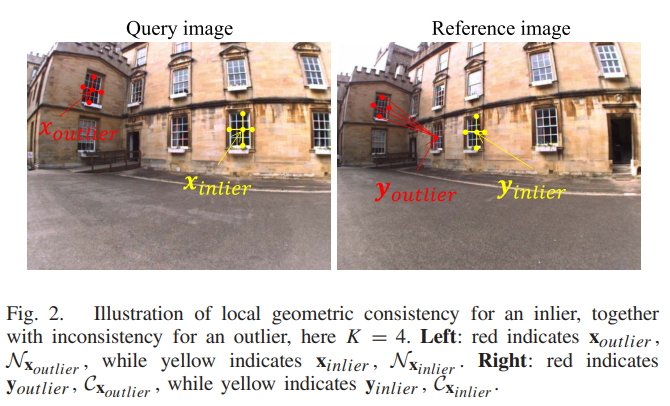 Query image Reference image
x_outlier x_inlier y_outlier y_inlier
Fig. 2. Illustration of local geometric consistency for an inlier, together
with inconsistency for an outlier, here K = 4. Left: red indicates x_outlier,
𝒩_x_outlier, while yellow indicates x_inlier, 𝒩_x_inlier. Right: red indicates
y_outlier, 𝒞_x_outlier, while yellow indicates y_inlier, 𝒞_x_inlier.